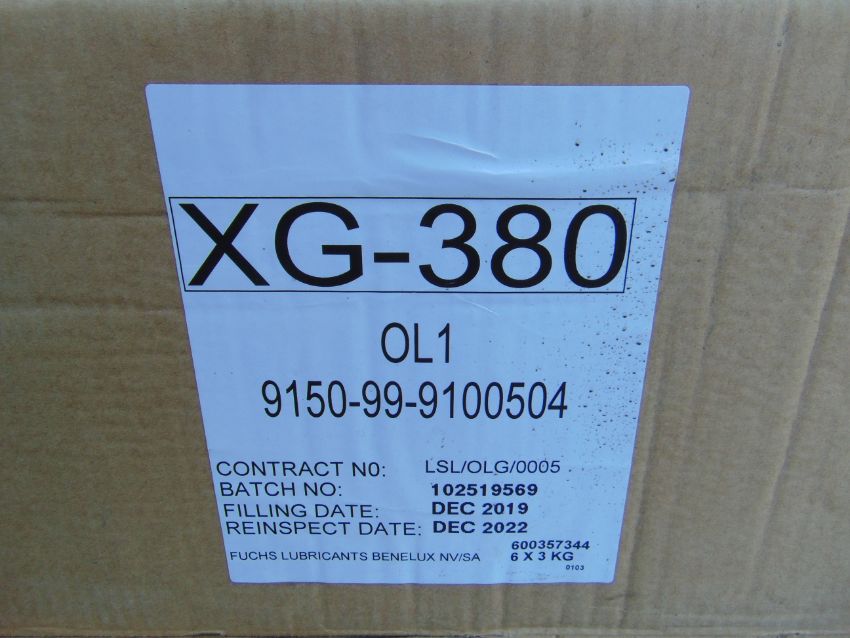 XG-380
OL1
9150-99-9100504
CONTRACT N0: LSL/OLG/0005
BATCH NO: 102519569
FILLING DATE: DEC 2019
REINSPECT DATE: DEC 2022
600357344
FUCHS LUBRICANTS BENELUX NV/SA 6 X 3 KG
0103